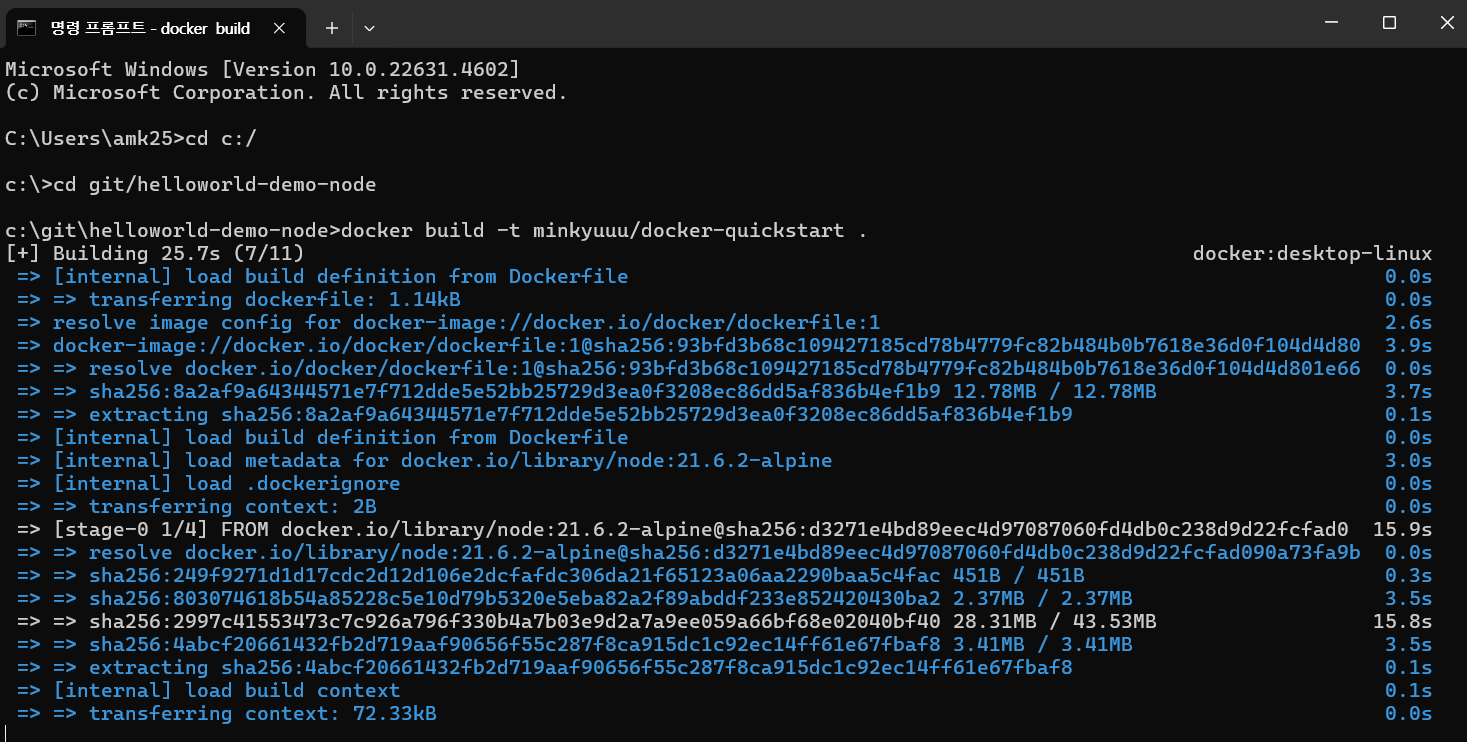 명령 프롬프트 - docker build
Microsoft Windows [Version 10.0.22631.4602]
(c) Microsoft Corporation. All rights reserved.
C:\Users\amk25>cd c:/
c:\>cd git/helloworld-demo-node
c:\git\helloworld-demo-node>docker build -t minkyuuu/docker-quickstart .
[+] Building 25.7s (7/11) docker:desktop-linux
=> [internal] load build definition from Dockerfile 0.0s
=> => transferring dockerfile: 1.14kB 0.0s
=> resolve image config for docker-image://docker.io/docker/dockerfile:1 2.6s
=> docker-image://docker.io/docker/dockerfile:1@sha256:93bfd3b68c109427185cd78b4779fc82b484b0b7618e36d0f104d4d80 3.9s
=> => resolve docker.io/docker/dockerfile:1@sha256:93bfd3b68c109427185cd78b4779fc82b484b0b7618e36d0f104d4d801e66 0.0s
=> => sha256:8a2af9a64344571e7f712dde5e52bb25729d3ea0f3208ec86dd5af836b4ef1b9 12.78MB / 12.78MB 3.7s
=> => extracting sha256:8a2af9a64344571e7f712dde5e52bb25729d3ea0f3208ec86dd5af836b4ef1b9 0.1s
=> [internal] load build definition from Dockerfile 0.0s
=> [internal] load metadata for docker.io/library/node:21.6.2-alpine 3.0s
=> [internal] load .dockerignore 0.0s
=> => transferring context: 2B 0.0s
=> [stage-0 1/4] FROM docker.io/library/node:21.6.2-alpine@sha256:d3271e4bd89eec4d97087060fd4db0c238d9d22fcfad0 15.9s
=> => resolve docker.io/library/node:21.6.2-alpine@sha256:d3271e4bd89eec4d97087060fd4db0c238d9d22fcfad090a73fa9b 0.0s
=> => sha256:249f9271d1d17cdc2d12d106e2dcfafdc306da21f65123a06aa2290baa5c4fac 451B / 451B 0.3s
=> => sha256:803074618b54a85228c5e10d79b5320e5eba82a2f89abddf233e852420430ba2 2.37MB / 2.37MB 3.5s
=> => sha256:2997c41553473c7c926a796f330b4a7b03e9d2a7a9ee059a66bf68e02040bf40 28.31MB / 43.53MB 15.8s
=> => sha256:4abcf20661432fb2d719aaf90656f55c287f8ca915dc1c92ec14ff61e67fbaf8 3.41MB / 3.41MB 3.5s
=> => extracting sha256:4abcf20661432fb2d719aaf90656f55c287f8ca915dc1c92ec14ff61e67fbaf8 0.1s
=> [internal] load build context 0.1s
=> => transferring context: 72.33kB 0.0s